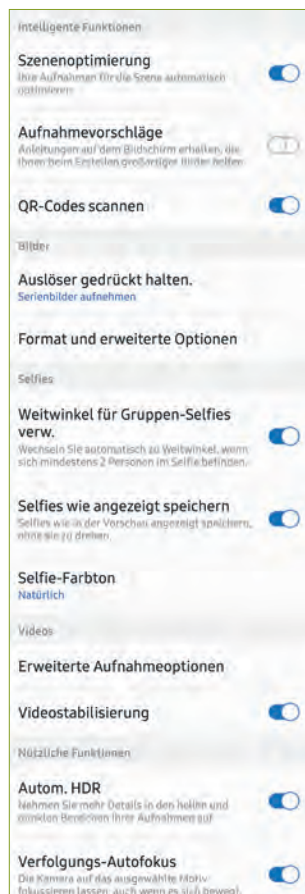 Intelligente Funktionen
Szenenoptimierung
Ihre Aufnahmen für die Szene automatisch
optimieren
Aufnahmevorschläge
Anleitungen auf dem Bildschirm erhalten, die
Ihnen beim Erstellen großartiger Bilder helfen
QR-Codes scannen
Bilder
Auslöser gedrückt halten.
Serienbilder aufnehmen
Format und erweiterte Optionen
Selfies
Weitwinkel für Gruppen-Selfies
verw.
Wechseln Sie automatisch zu Weitwinkel, wenn
sich mindestens 2 Personen im Selfie befinden.
Selfies wie angezeigt speichern
Selfies wie in der Vorschau angezeigt speichern,
ohne sie zu drehen.
Selfie-Farbton
Natürlich
Videos
Erweiterte Aufnahmeoptionen
Videostabilisierung
Nützliche Funktionen
Autom. HDR
Nehmen Sie mehr Details in den hellen und
dunklen Bereichen Ihrer Aufnahmen auf
Verfolgungs-Autofokus
Die Kamera auf das ausgewählte Motiv
fokussieren lassen, auch wenn es sich bewegt.